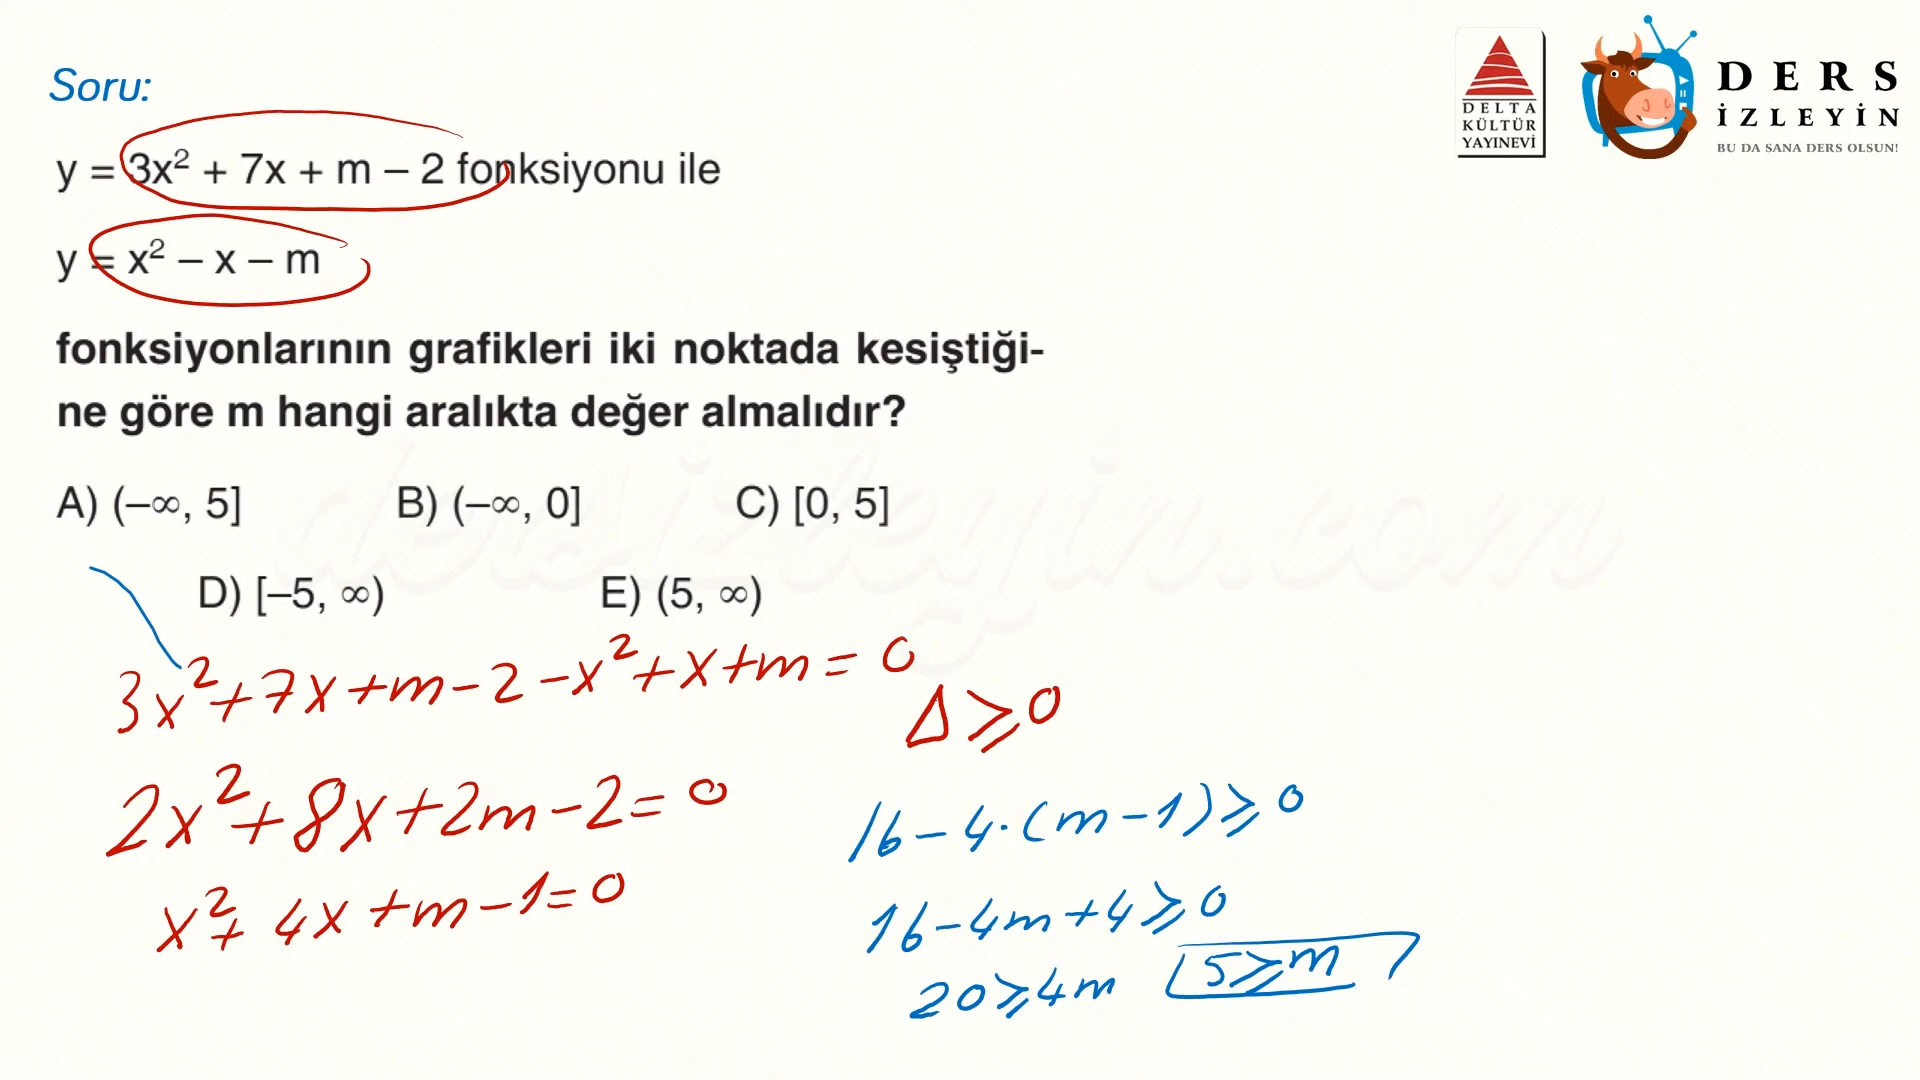 Soru:
y = 3x² + 7x + m – 2 fonksiyonu ile
y = x² – x – m
fonksiyonlarının grafikleri iki noktada kesiştiği-
ne göre m hangi aralıkta değer almalıdır?
A) (–∞, 5] B) (–∞, 0] C) [0, 5]
D) [–5, ∞) E) (5, ∞)
3x²+7x+m-2-x²+x+m=0
Δ⩾0
2x²+8x+2m-2=0
x²+4x+m-1=0
16-4·(m-1)⩾0
16-4m+4⩾0
20⩾4m 5⩾m
DELTA
KÜLTÜR
YAYINEVİ
DERS
İZLEYİN
BU DA SANA DERS OLSUN!
dersizleyin.com